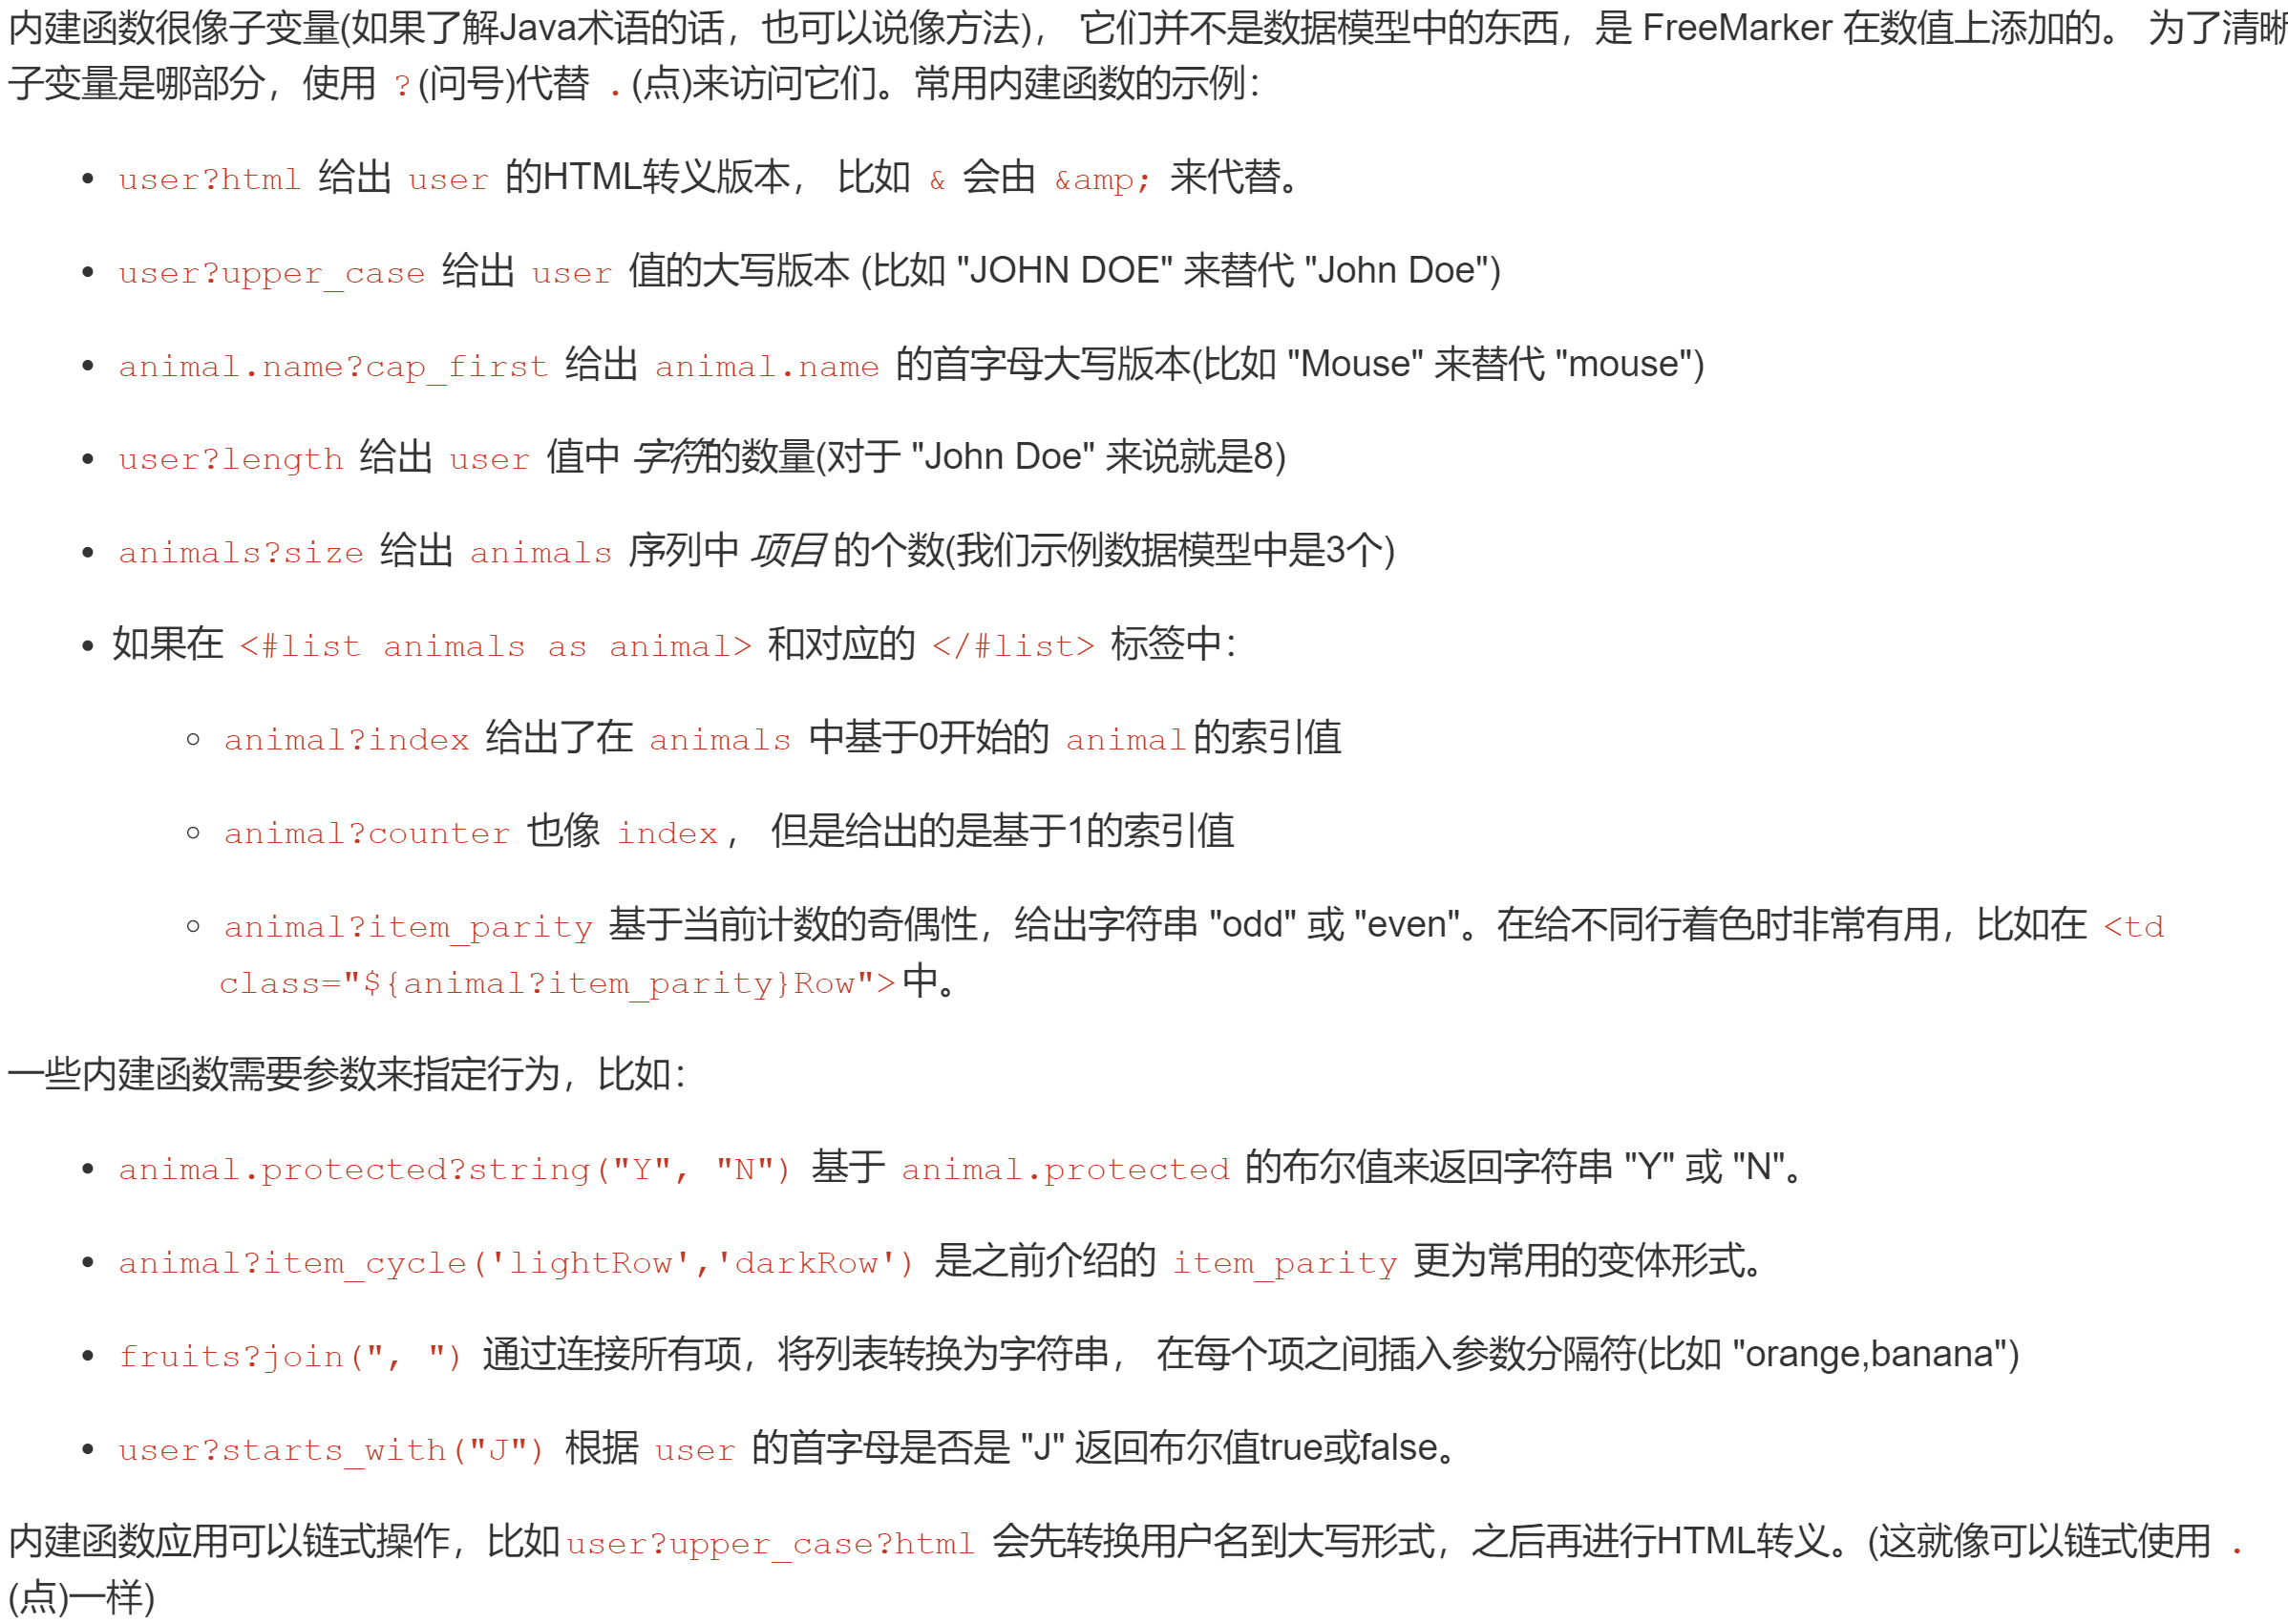 内建函数很像子变量(如果了解Java术语的话，也可以说像方法)， 它们并不是数据模型中的东西，是 FreeMarker 在数值上添加的。 为了清晰
子变量是哪部分，使用 ?(问号)代替 .(点)来访问它们。常用内建函数的示例：
• user?html 给出 user 的HTML转义版本， 比如 & 会由 &amp; 来代替。
• user?upper_case 给出 user 值的大写版本 (比如 "JOHN DOE" 来替代 "John Doe")
• animal.name?cap_first 给出 animal.name 的首字母大写版本(比如 "Mouse" 来替代 "mouse")
• user?length 给出 user 值中 字符的数量(对于 "John Doe" 来说就是8)
• animals?size 给出 animals 序列中 项目 的个数(我们示例数据模型中是3个)
• 如果在 <#list animals as animal> 和对应的 </#list> 标签中：
◦ animal?index 给出了在 animals 中基于0开始的 animal的索引值
◦ animal?counter 也像 index， 但是给出的是基于1的索引值
◦ animal?item_parity 基于当前计数的奇偶性，给出字符串 "odd" 或 "even"。在给不同行着色时非常有用，比如在 <td
class="${animal?item_parity}Row">中。
一些内建函数需要参数来指定行为，比如：
• animal.protected?string("Y", "N") 基于 animal.protected 的布尔值来返回字符串 "Y" 或 "N"。
• animal?item_cycle('lightRow','darkRow') 是之前介绍的 item_parity 更为常用的变体形式。
• fruits?join(", ") 通过连接所有项，将列表转换为字符串， 在每个项之间插入参数分隔符(比如 "orange,banana")
• user?starts_with("J") 根据 user 的首字母是否是 "J" 返回布尔值true或false。
内建函数应用可以链式操作，比如user?upper_case?html 会先转换用户名到大写形式，之后再进行HTML转义。(这就像可以链式使用 .
(点)一样)